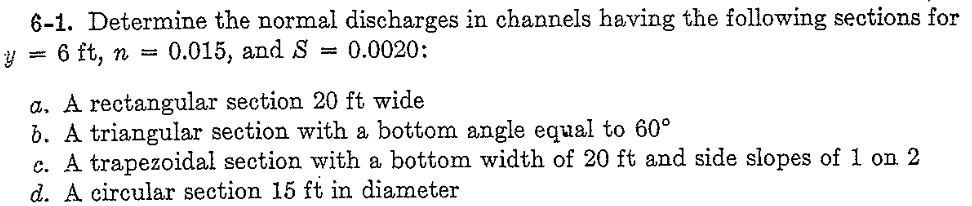 6-1. Determine the normal discharges in channels having the following sections for
y = 6 ft, n = 0.015, and S = 0.0020:
a. A rectangular section 20 ft wide
b. A triangular section with a bottom angle equal to 60°
c. A trapezoidal section with a bottom width of 20 ft and side slopes of 1 on 2
d. A circular section 15 ft in diameter